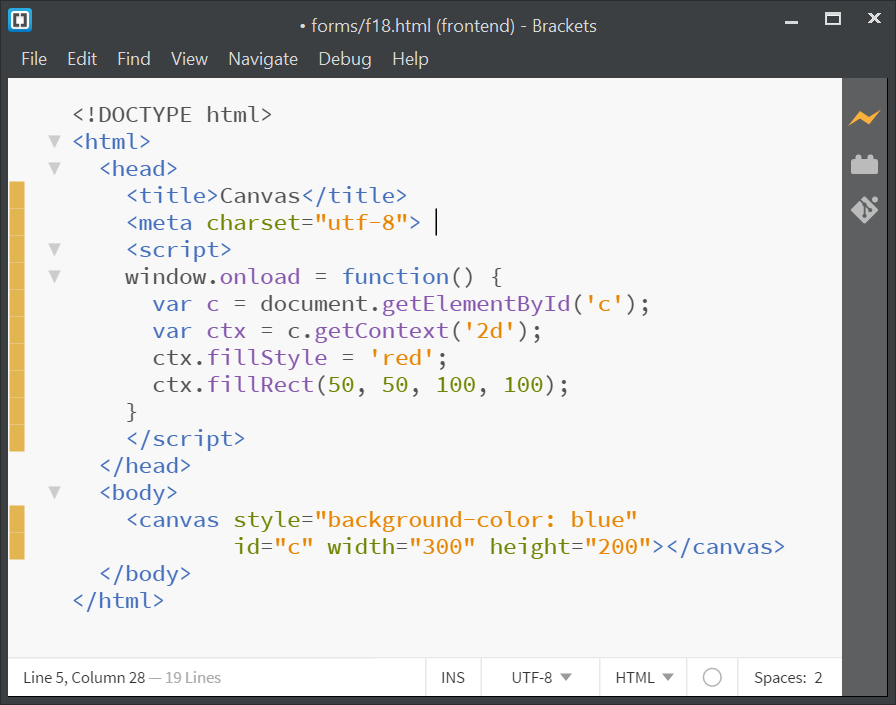 • forms/f18.html (frontend) - Brackets
File Edit Find View Navigate Debug Help
<!DOCTYPE html>
<html>
  <head>
    <title>Canvas</title>
    <meta charset="utf-8">
    <script>
    window.onload = function() {
      var c = document.getElementById('c');
      var ctx = c.getContext('2d');
      ctx.fillStyle = 'red';
      ctx.fillRect(50, 50, 100, 100);
    }
    </script>
  </head>
  <body>
    <canvas style="background-color: blue"
            id="c" width="300" height="200"></canvas>
  </body>
</html>
Line 5, Column 28 — 19 Lines INS UTF-8 HTML Spaces: 2